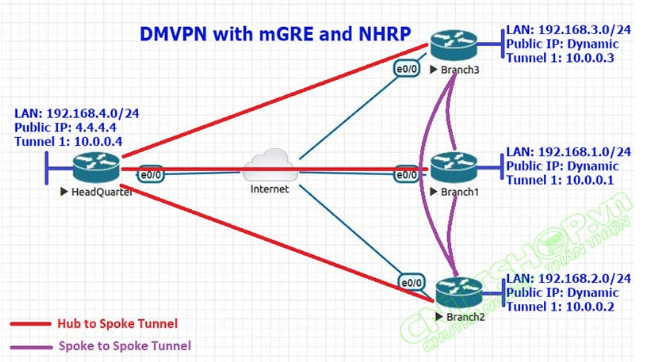 DMVPN with mGRE and NHRP
LAN: 192.168.3.0/24
Public IP: Dynamic
Tunnel 1: 10.0.0.3
e0/0
Branch3
LAN: 192.168.4.0/24
Public IP: 4.4.4.4
Tunnel 1: 10.0.0.4
e0/0
HeadQuarter
Internet
LAN: 192.168.1.0/24
Public IP: Dynamic
Tunnel 1: 10.0.0.1
e0/0
Branch1
LAN: 192.168.2.0/24
Public IP: Dynamic
Tunnel 1: 10.0.0.2
e0/0
Branch2
Hub to Spoke Tunnel
Spoke to Spoke Tunnel